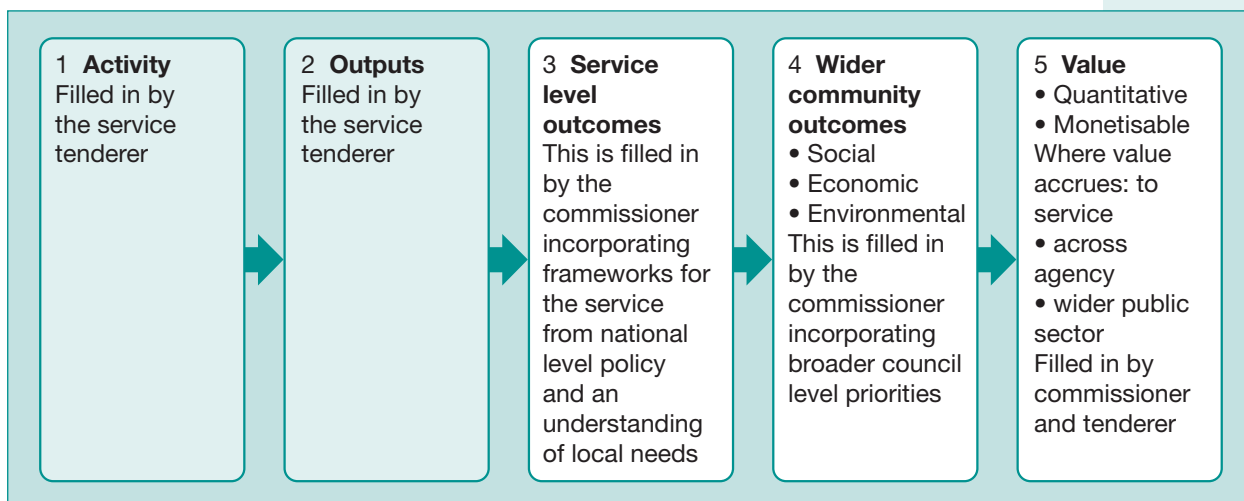 1 Activity
Filled in by
the service
tenderer
2 Outputs
Filled in by
the service
tenderer
3 Service
level
outcomes
This is filled in
by the
commissioner
incorporating
frameworks for
the service
from national
level policy
and an
understanding
of local needs
4 Wider
community
outcomes
• Social
• Economic
• Environmental
This is filled in
by the
commissioner
incorporating
broader council
level priorities
5 Value
• Quantitative
• Monetisable
Where value
accrues: to
service
• across
agency
• wider public
sector
Filled in by
commissioner
and tenderer